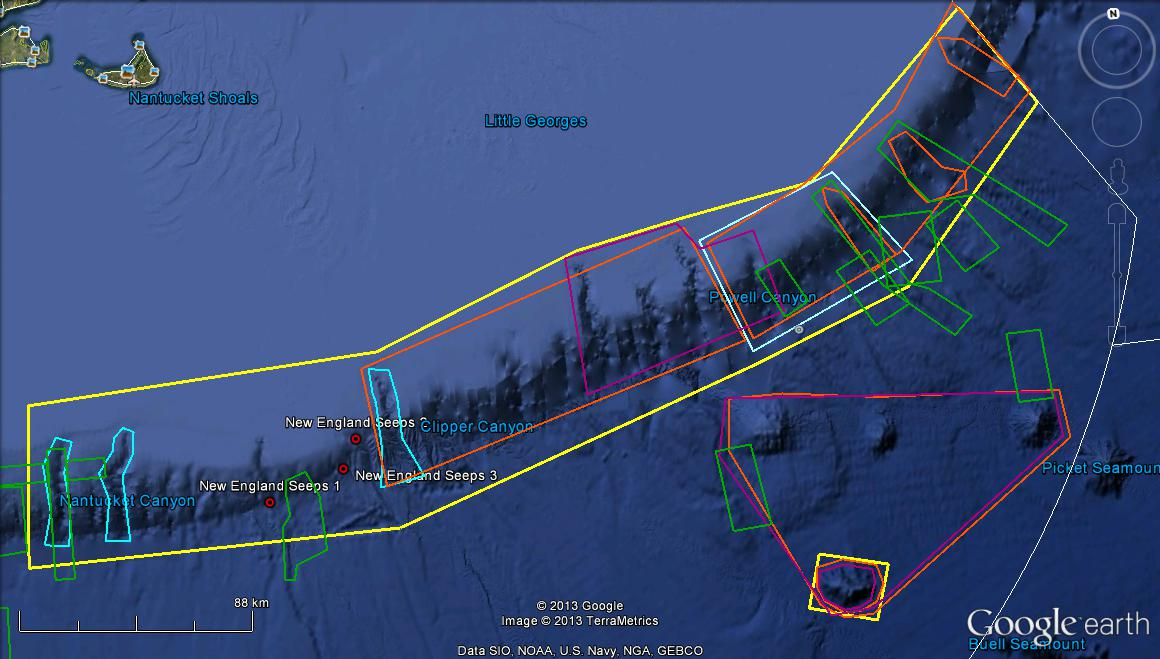 N
Nantucket Shoals
Little Georges
Powell Canyon
New England Seeps 2
Clipper Canyon
New England Seeps 3
Picket Seamoun
New England Seeps 1
Nantucket Canyon
88 km
© 2013 Google
Image © 2013 TerraMetrics
Data SIO, NOAA, U.S. Navy, NGA, GEBCO
Google earth
Buell Seamount